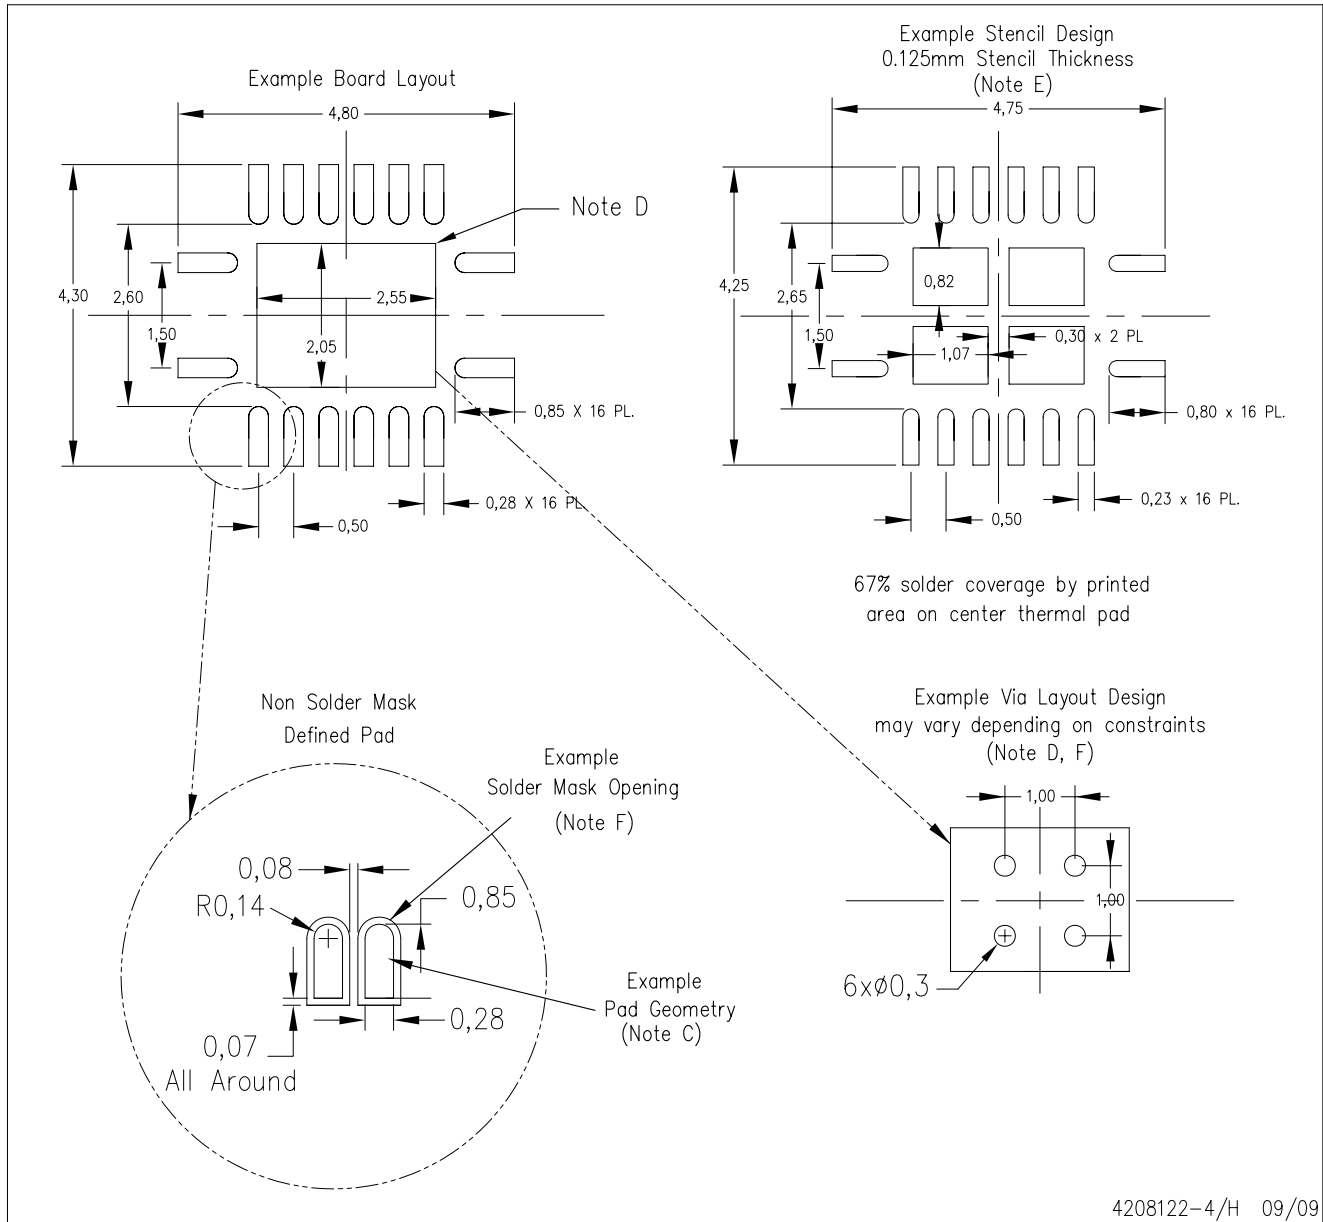 Example Board Layout
4,80
Note D
4,30
2,60
1,50
2,55
2,05
0,85 X 16 PL.
0,28 X 16 PL
0,50
Example Stencil Design
0.125mm Stencil Thickness
(Note E)
4,75
4,25
2,65
1,50
0,82
0,30 x 2 PL
1,07
0,80 x 16 PL.
0,23 x 16 PL.
0,50
67% solder coverage by printed
area on center thermal pad
Non Solder Mask
Defined Pad
Example
Solder Mask Opening
(Note F)
0,08
R0,14
0,85
Example
Pad Geometry
(Note C)
0,28
0,07
All Around
Example Via Layout Design
may vary depending on constraints
(Note D, F)
1,00
1,00
6xø0,3
4208122-4/H 09/09